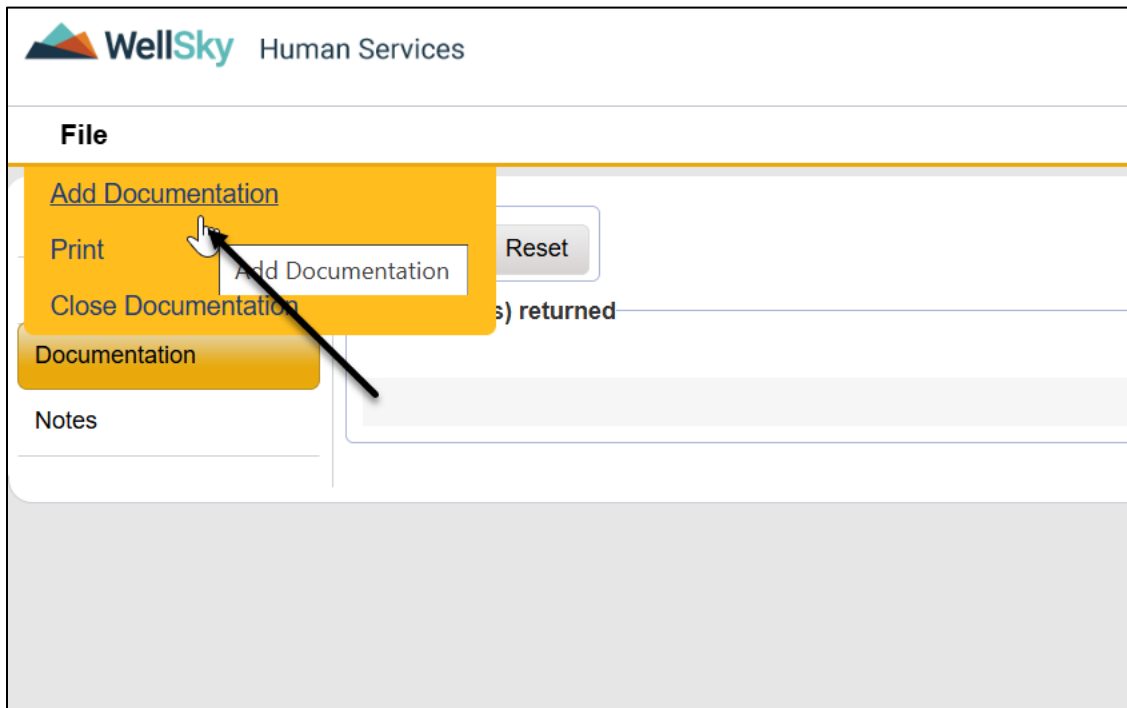 WellSky Human Services
File
Add Documentation
Print
Reset
Add Documentation
Close Documentation
s) returned
Documentation
Notes